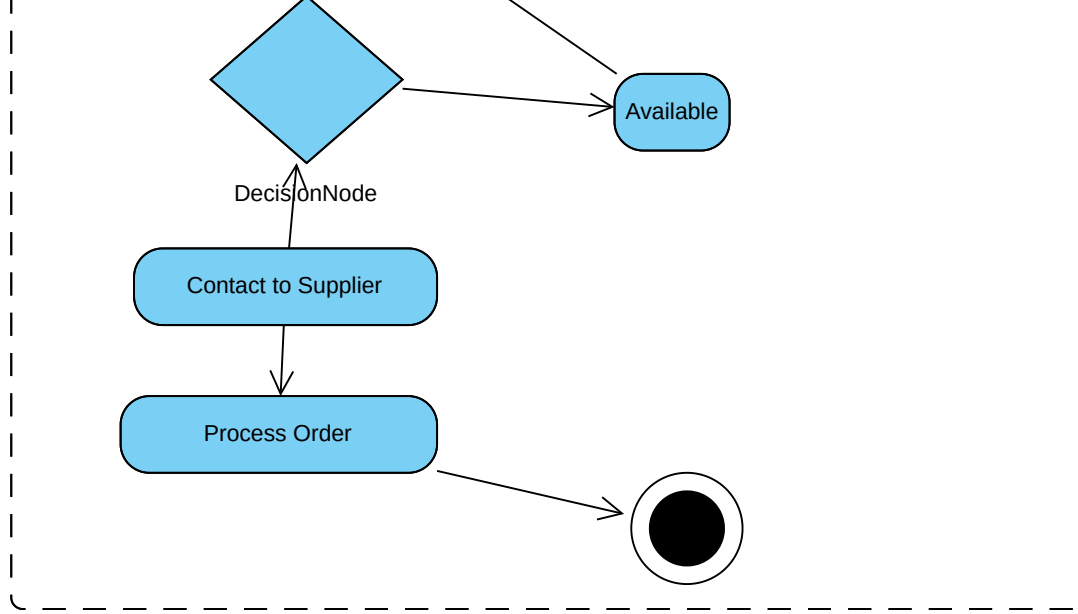 Available
DecisionNode
Contact to Supplier
Process Order